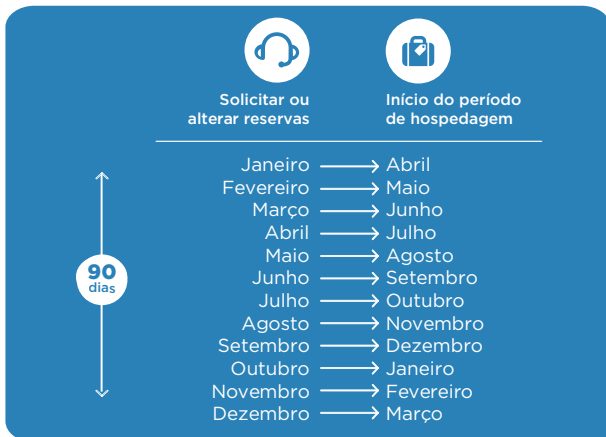 Solicitar ou
alterar reservas
Início do período
de hospedagem
Janeiro Abril
Fevereiro Maio
Março Junho
Abril Julho
Maio Agosto
Junho Setembro
Julho Outubro
Agosto Novembro
Setembro Dezembro
Outubro Janeiro
Novembro Fevereiro
Dezembro Março
90
dias